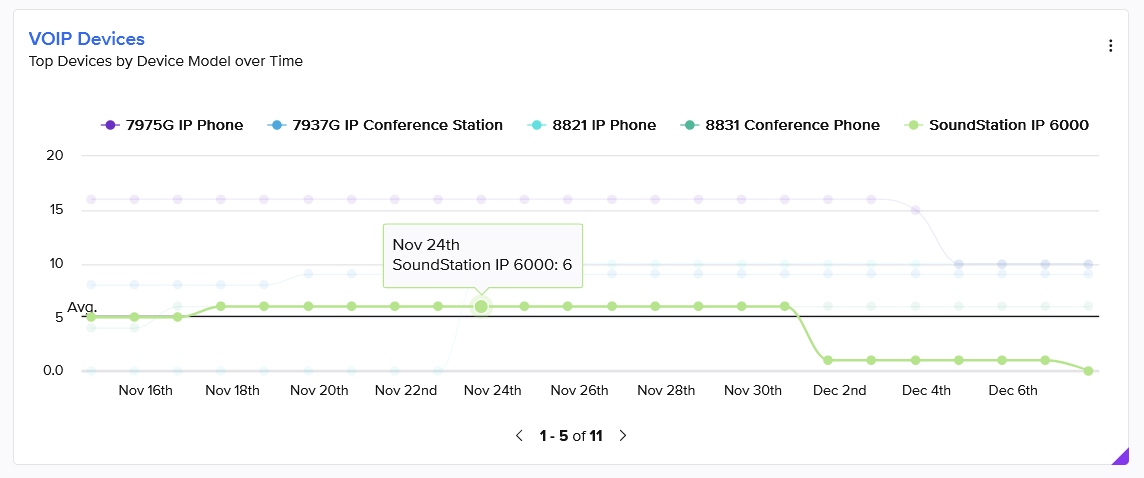 VOIP Devices
Top Devices by Device Model over Time
7975G IP Phone 7937G IP Conference Station 8821 IP Phone 8831 Conference Phone SoundStation IP 6000
20
15
Nov 24th
SoundStation IP 6000: 6
10
Avg.
5
0.0
Nov 16th Nov 18th Nov 20th Nov 22nd Nov 24th Nov 26th Nov 28th Nov 30th Dec 2nd Dec 4th Dec 6th
1 - 5 of 11